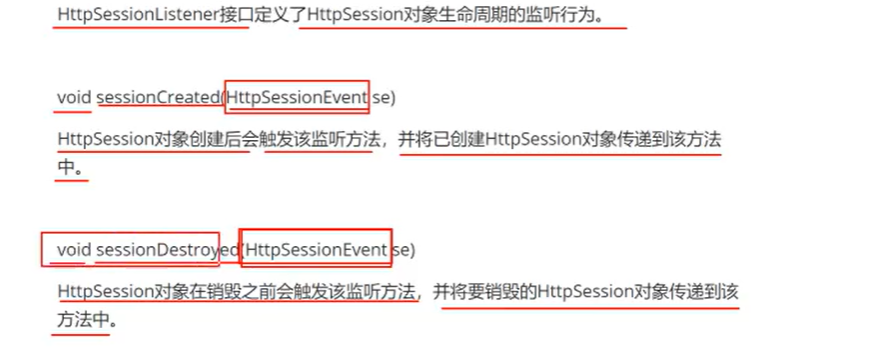 HttpSessionListener接口定义了HttpSession对象生命周期的监听行为。
void sessionCreated(HttpSessionEvent se)
HttpSession对象创建后会触发该监听方法，并将已创建HttpSession对象传递到该方法
中。
void sessionDestroyed(HttpSessionEvent se)
HttpSession对象在销毁之前会触发该监听方法，并将要销毁的HttpSession对象传递到该
方法中。